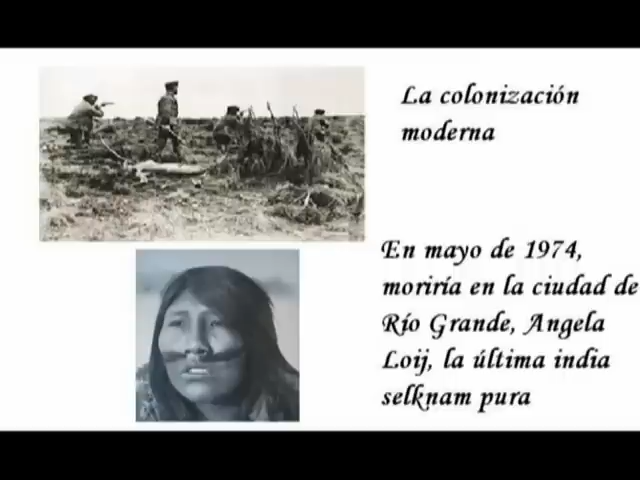 La colonización
moderna
En mayo de 1974,
moriría en la ciudad de
Río Grande, Angela
Loij, la última india
selknam pura